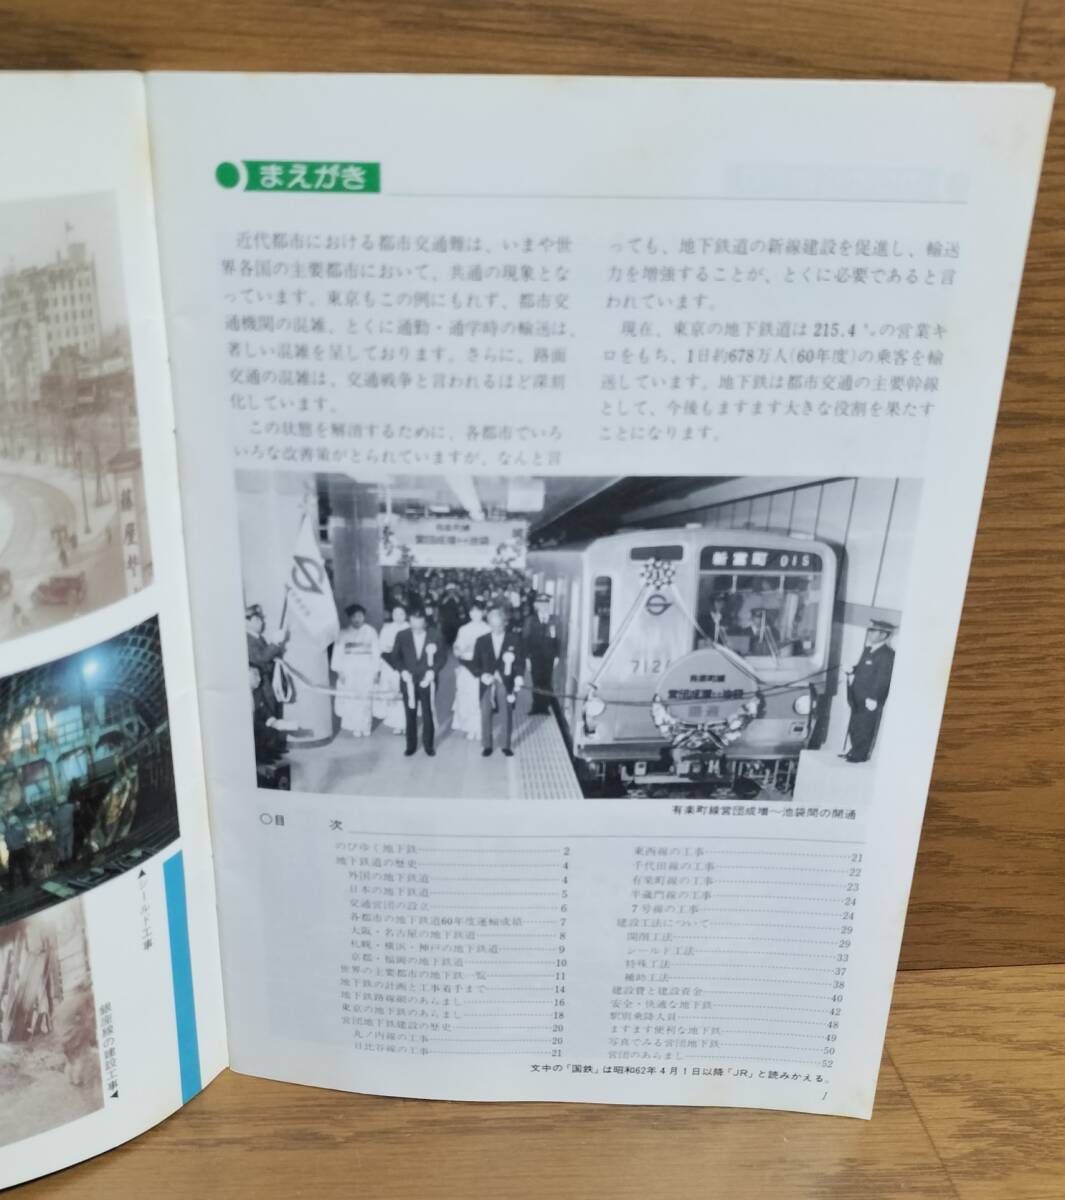 まえがき
近代都市における都市交通難は、いまや世
界各国の主要都市において、共通の現象とな
っています。東京もこの例にもれず、都市交
通機関の混雑、とくに通勤・通学時の輸送は、
著しい混雑を呈しております。さらに、路面
交通の混雑は、交通戦争と言われるほど深刻
化しています。
この状態を解消するために、各都市でいろ
いろな改善策がとられていますが、なんと言
っても、地下鉄道の新線建設を促進し、輸送
力を増強することが、とくに必要であると言
われています。
現在、東京の地下鉄道は215.4㌔の営業キ
ロをもち、1日約678万人(60年度)の乗客を輸
送しています。地下鉄は都市交通の主要幹線
として、今後もますます大きな役割を果たす
ことになります。
有楽町線
営団成増⟷池袋
開
新富町 01S
712
有楽町線
営団成増⟷池袋
開通
有楽町線営団成増〜池袋間の開通
○目 次
のびゆく地下鉄 2
地下鉄道の歴史 4
外国の地下鉄道 4
日本の地下鉄道 5
交通営団の設立 6
各都市の地下鉄道60年度運輸成績 7
大阪・名古屋の地下鉄道 8
札幌・横浜・神戸の地下鉄道 9
京都・福岡の地下鉄道 10
世界の主要都市の地下鉄一覧 11
地下鉄の計画と工事着手まで 14
地下鉄路線網のあらまし 16
東京の地下鉄のあらまし 18
営団地下鉄建設の歴史 20
丸ノ内線の工事 20
日比谷線の工事 21
東西線の工事 21
千代田線の工事 22
有楽町線の工事 23
半蔵門線の工事 24
7号線の工事 24
建設工法について 29
開削工法 29
シールド工法 33
特殊工法 37
補助工法 38
建設費と建設資金 40
安全・快適な地下鉄 42
駅別乗降人員 48
ますます便利な地下鉄 49
写真でみる営団地下鉄 50
営団のあらまし 52
文中の「国鉄」は昭和62年4月1日以降「JR」と読みかえる。
1
藤屋
▲シールド工事
銀座線の建設工事▼